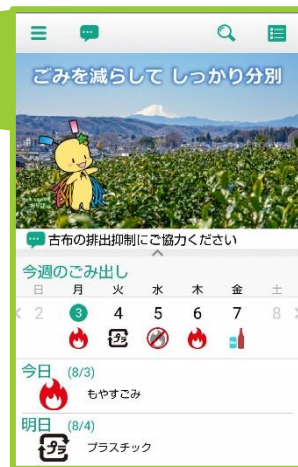 ごみを減らして しっかり分別
古布の排出抑制にご協力ください
今週のごみ出し
日 月 火 水 木 金 土
2 3 4 5 6 7 8
プラ
今日 (8/3)
もやすごみ
明日 (8/4)
プラ プラスチック